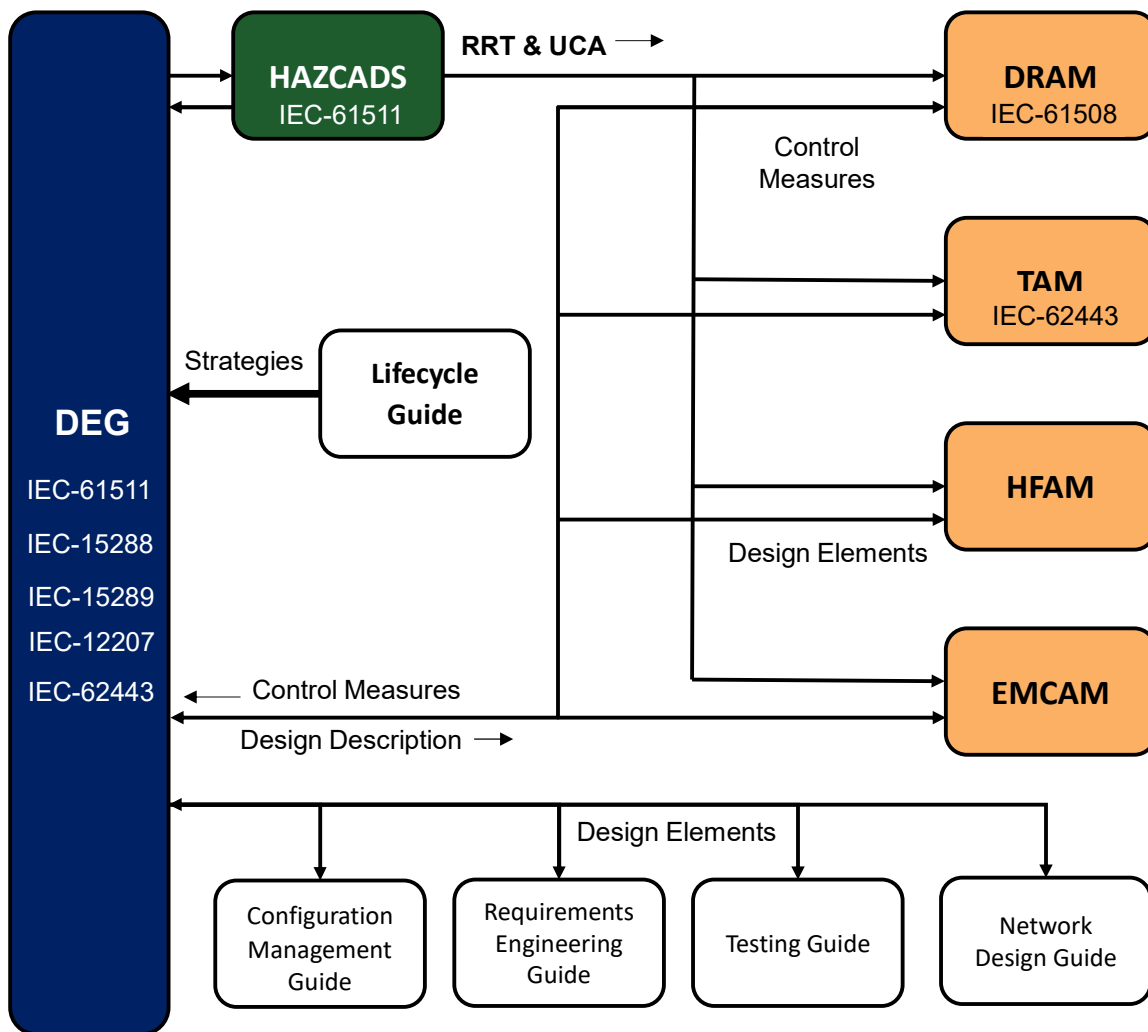 RRT & UCA
HAZCADS
IEC-61511
DRAM
IEC-61508
Control
Measures
TAM
IEC-62443
Strategies
Lifecycle
Guide
DEG
IEC-61511
IEC-15288
IEC-15289
IEC-12207
IEC-62443
HFAM
Design Elements
Control Measures
Design Description
EMCAM
Design Elements
Configuration
Management
Guide
Requirements
Engineering
Guide
Testing Guide
Network
Design Guide